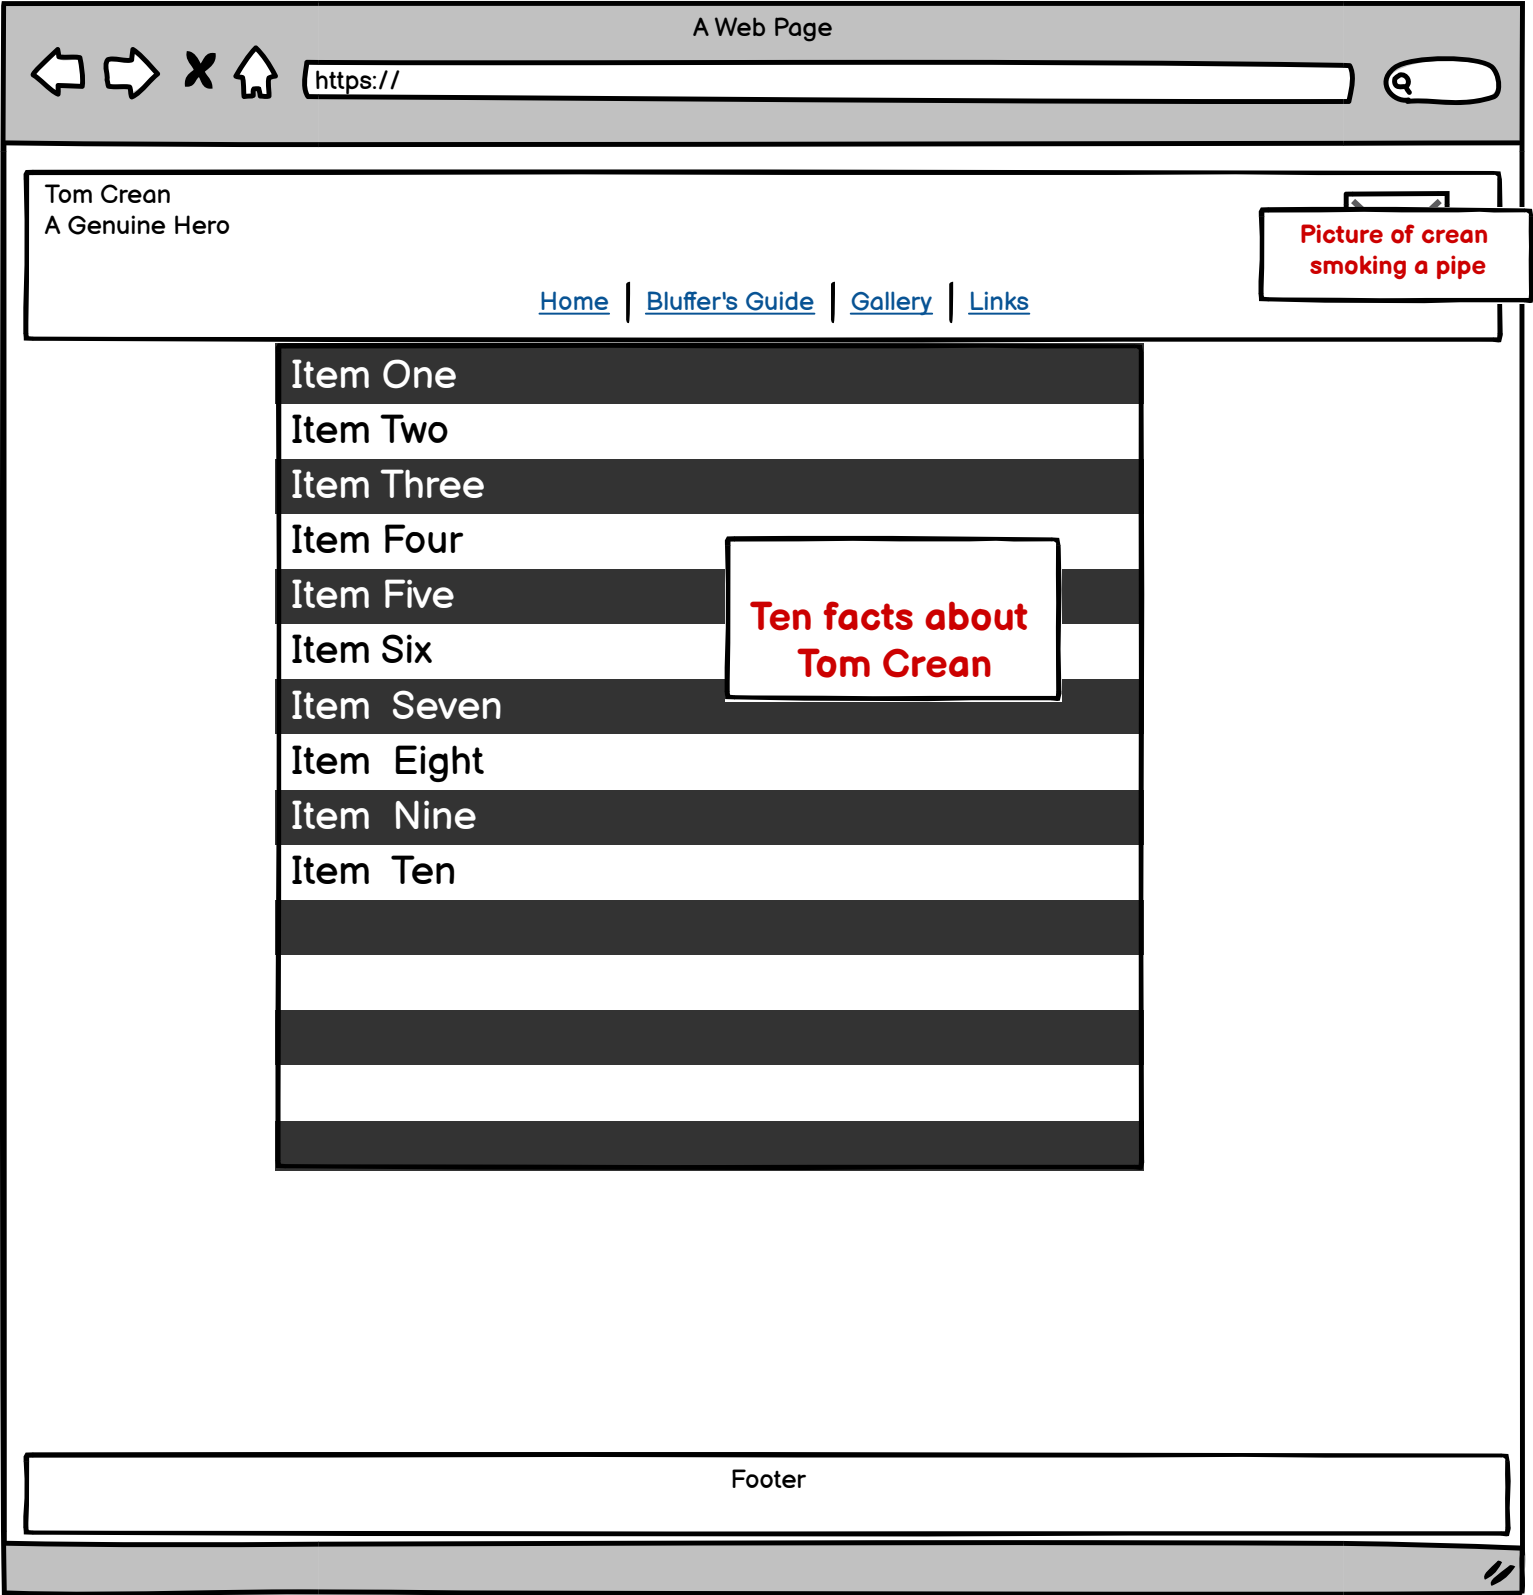 A Web Page
https://
Tom Crean
A Genuine Hero
Picture of crean
smoking a pipe
Home Bluffer's Guide Gallery Links
Item One
Item Two
Item Three
Item Four
Item Five
Item Six
Item Seven
Item Eight
Item Nine
Item Ten
Ten facts about
Tom Crean
Footer